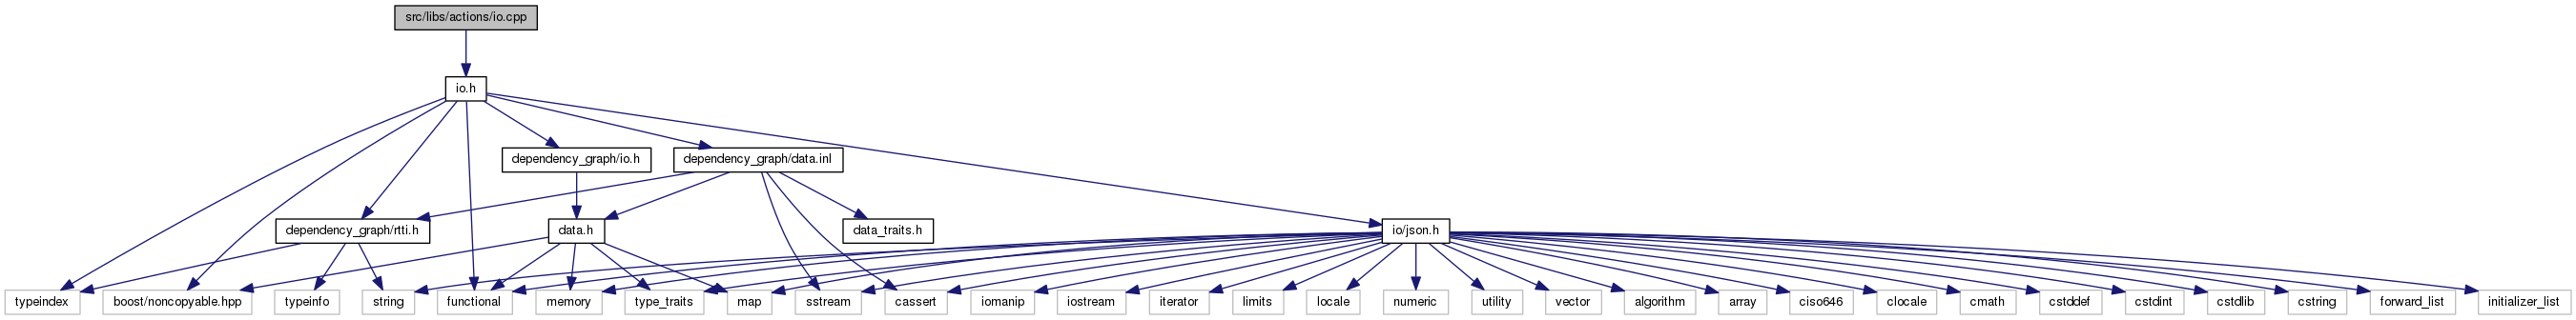 src/libs/actions/io.cpp
io.h
dependency_graph/io.h
dependency_graph/data.inl
dependency_graph/rtti.h
data.h
data_traits.h
io/json.h
typeindex
boost/noncopyable.hpp
typeinfo
string
functional
memory
type_traits
map
sstream
cassert
iomanip
iostream
iterator
limits
locale
numeric
utility
vector
algorithm
array
ciso646
clocale
cmath
cstddef
cstdint
cstdlib
cstring
forward_list
initializer_list